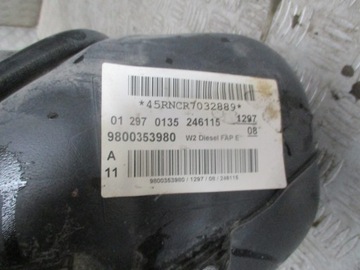 *45RNCR7032889*
01 297 0135 246115 1297
08
9800353980 W2 Diesel FAP E
A
11
9800353980 / 1297 / 08 / 246115